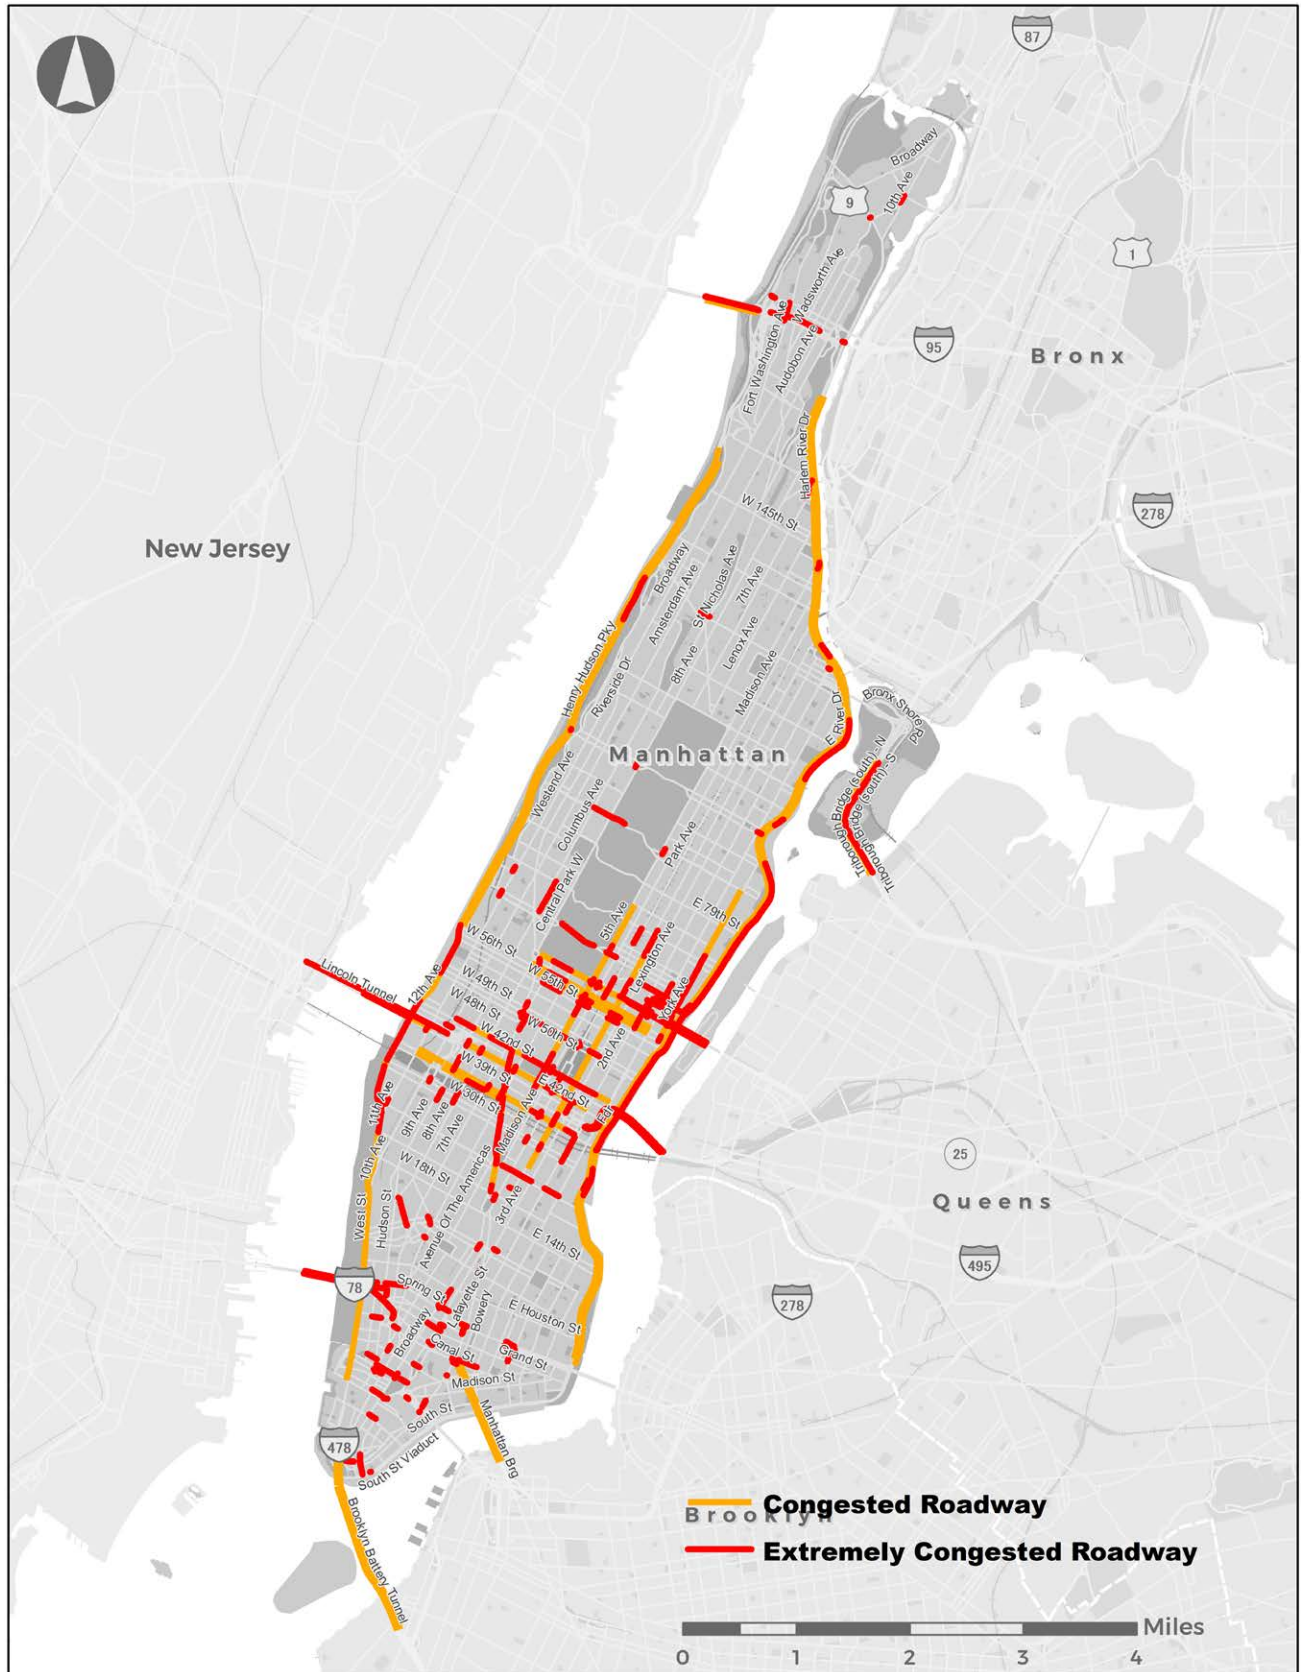 87
Broadway
10th Ave
9
1
Wadsworth Ave
Fort Washington Ave
Audobon Ave
95
Bronx
Harlem River Dr
W 145th St
278
New Jersey
Broadway
Amsterdam Ave
St Nicholas Ave
7th Ave
Lenox Ave
8th Ave
Madison Ave
Henry Hudson Pky
Riverside Dr
Bronx Shore Rd
E River Dr
Manhattan
Triborough Bridge (south) - N
Triborough Bridge (south) - S
Westend Ave
Columbus Ave
Park Ave
Central Park W
E 79th St
5th Ave
Lexington Ave
W 56th St
W 55th St
Lincoln Tunnel
12th Ave
W 49th St
W 48th St
York Ave
W 50th St
W 42nd St
2nd Ave
W 39th St
E 42nd St
W 30th St
Fdr
11th Ave
9th Ave
8th Ave
7th Ave
Madison Ave
10th Ave
W 18th St
Avenue Of The Americas
3rd Ave
25
Queens
West St
Hudson St
E 14th St
495
78
Spring St
Lafayette St
Bowery
E Houston St
278
Broadway
Canal St
Grand St
Madison St
South St
Manhattan Brg
478
South St Viaduct
Brooklyn Battery Tunnel
Congested Roadway
Brooklyn
Extremely Congested Roadway
Miles
0 1 2 3 4